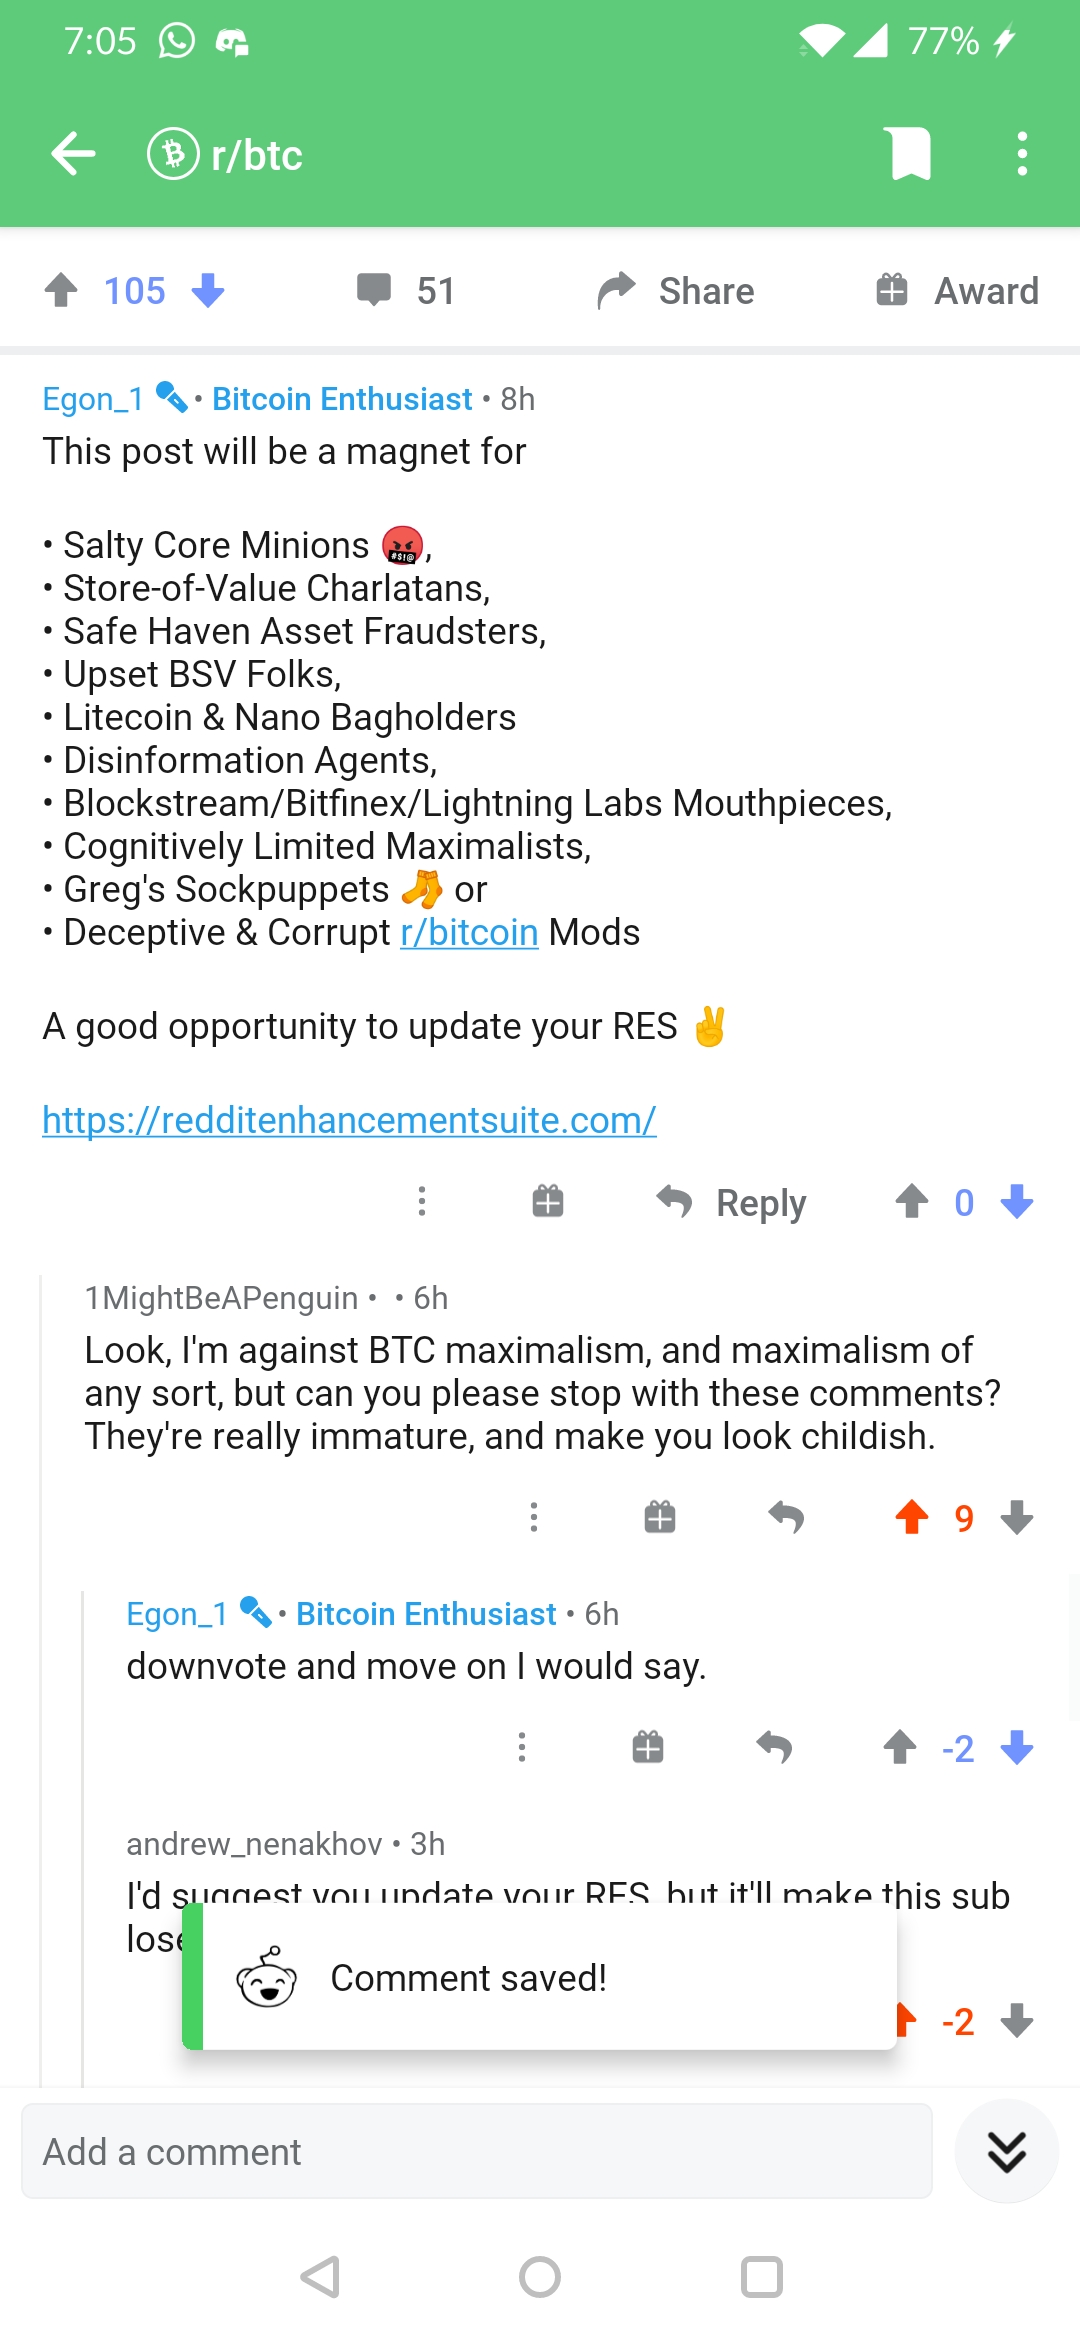 7:05 77%
r/btc
105 51 Share Award
Egon_1 • Bitcoin Enthusiast • 8h
This post will be a magnet for
• Salty Core Minions 🤬,
• Store-of-Value Charlatans,
• Safe Haven Asset Fraudsters,
• Upset BSV Folks,
• Litecoin & Nano Bagholders
• Disinformation Agents,
• Blockstream/Bitfinex/Lightning Labs Mouthpieces,
• Cognitively Limited Maximalists,
• Greg's Sockpuppets 🧦 or
• Deceptive & Corrupt r/bitcoin Mods
A good opportunity to update your RES ✌
https://redditenhancementsuite.com/
Reply 0
1MightBeAPenguin • • 6h
Look, I'm against BTC maximalism, and maximalism of
any sort, but can you please stop with these comments?
They're really immature, and make you look childish.
9
Egon_1 • Bitcoin Enthusiast • 6h
downvote and move on I would say.
-2
andrew_nenakhov • 3h
I'd suggest you update your RES, but it'll make this sub
lose
Comment saved!
-2
Add a comment